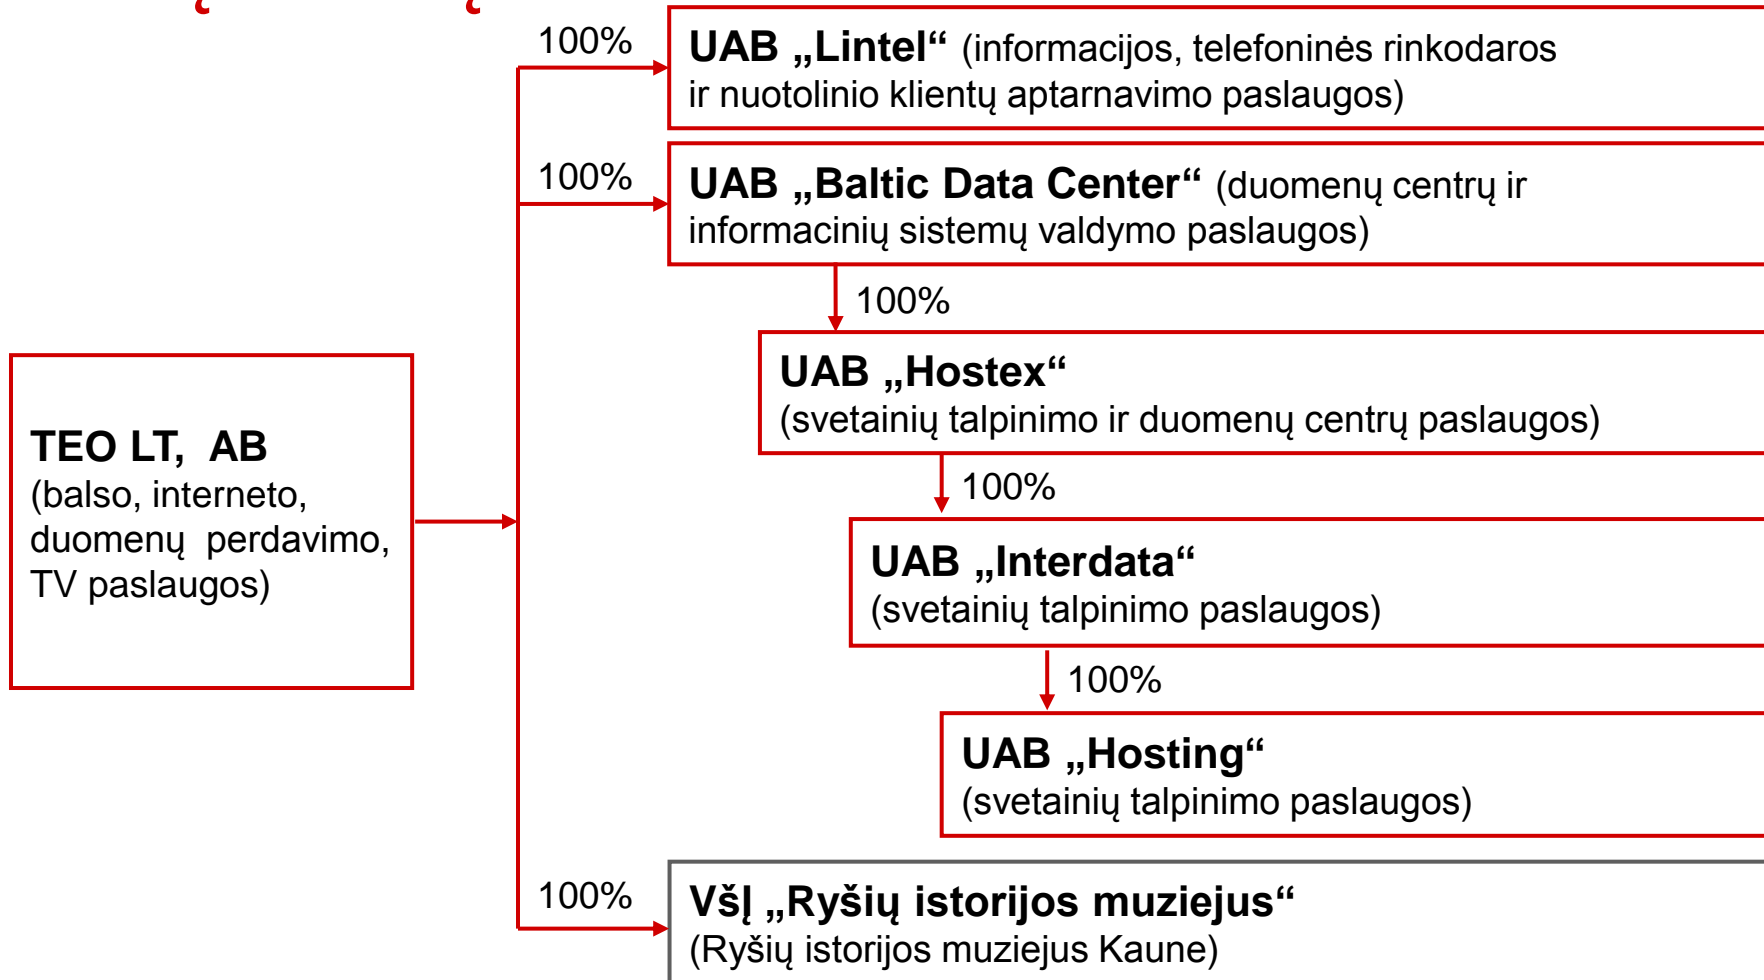 100%
UAB „Lintel“ (informacijos, telefoninės rinkodaros
ir nuotolinio klientų aptarnavimo paslaugos)
100%
UAB „Baltic Data Center“ (duomenų centrų ir
informacinių sistemų valdymo paslaugos)
100%
UAB „Hostex“
(svetainių talpinimo ir duomenų centrų paslaugos)
TEO LT, AB
(balso, interneto,
duomenų perdavimo,
TV paslaugos)
100%
UAB „Interdata“
(svetainių talpinimo paslaugos)
100%
UAB „Hosting“
(svetainių talpinimo paslaugos)
100%
VšĮ „Ryšių istorijos muziejus“
(Ryšių istorijos muziejus Kaune)